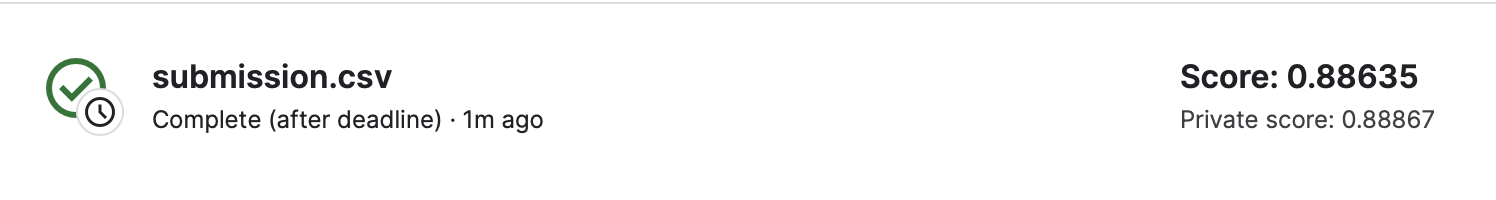 submission.csv
Score: 0.88635
Complete (after deadline) · 1m ago
Private score: 0.88867